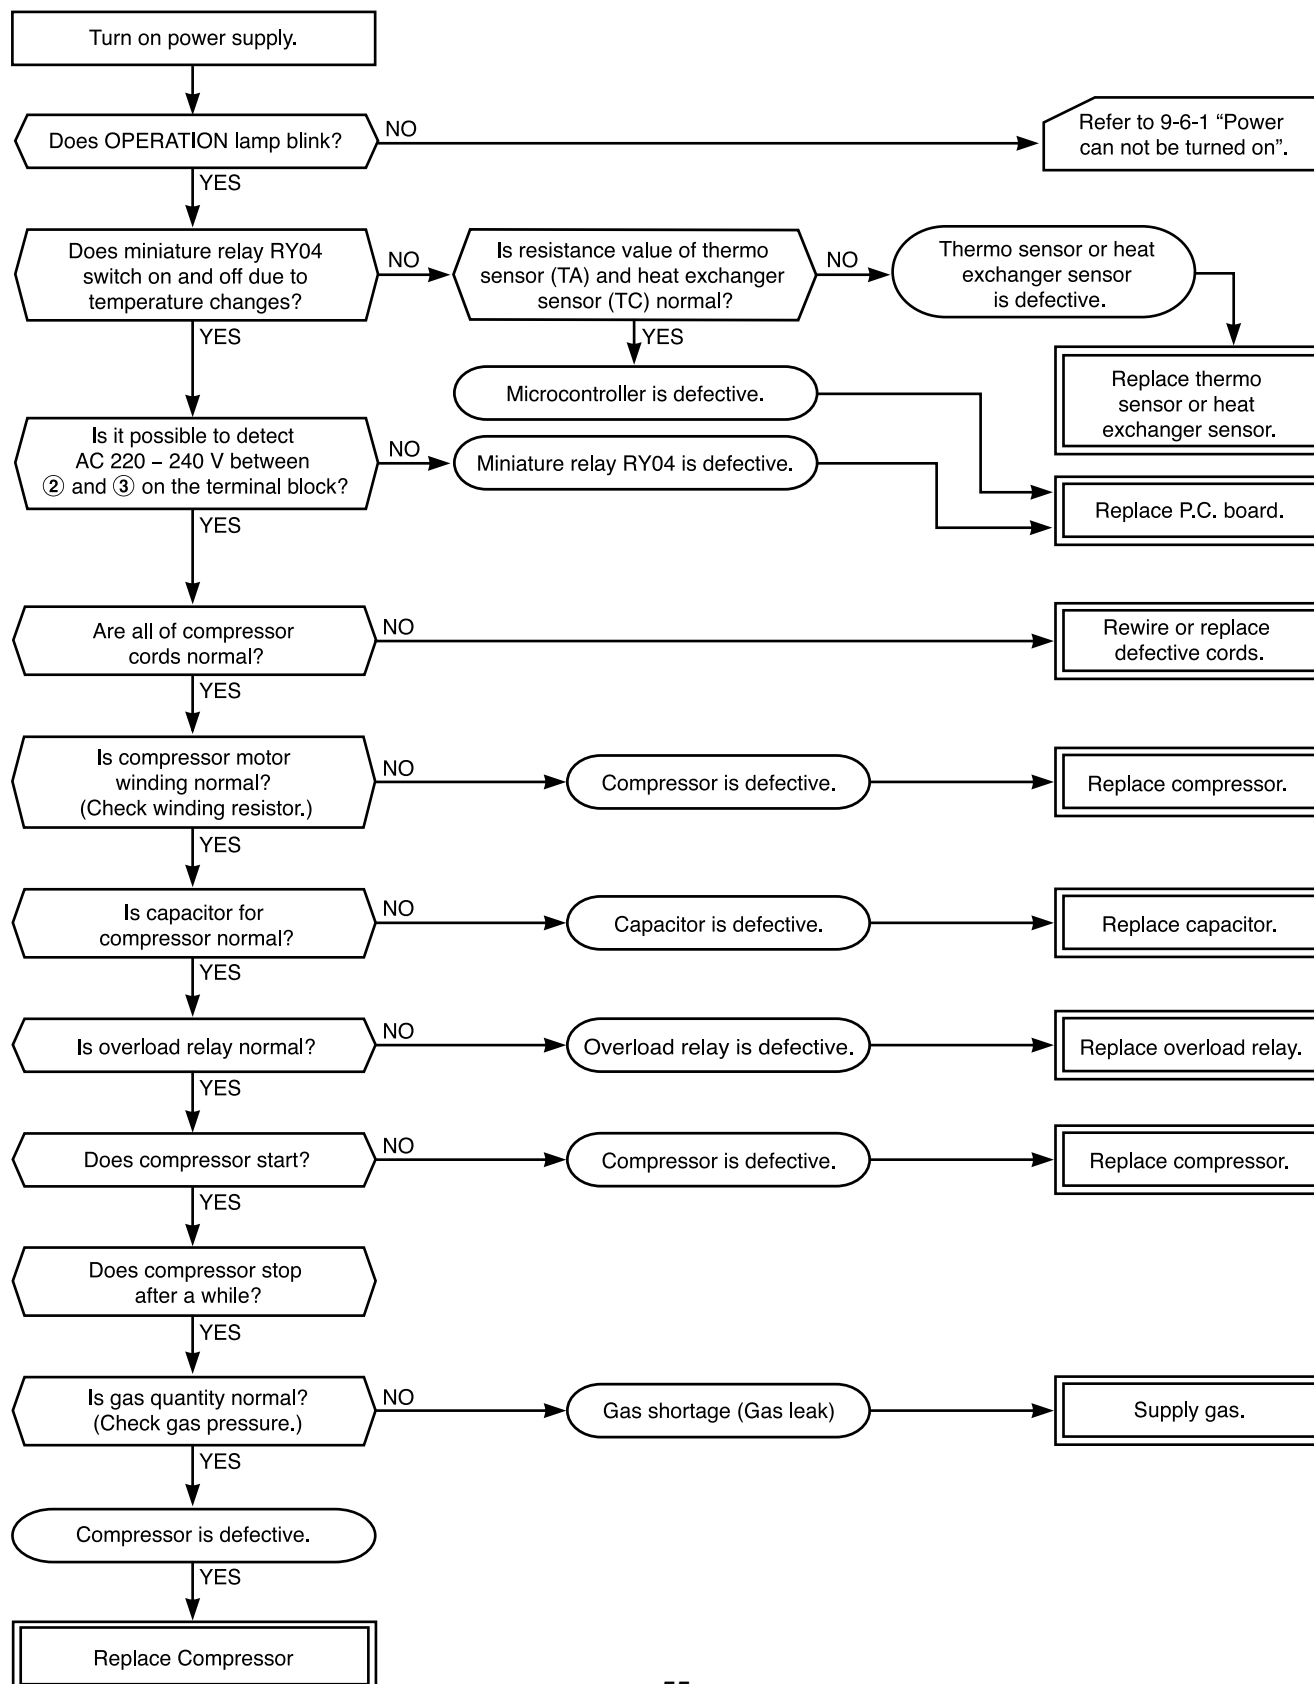 Turn on power supply.
Does OPERATION lamp blink?
NO
Refer to 9-6-1 “Power
can not be turned on”.
YES
Does miniature relay RY04
switch on and off due to
temperature changes?
NO
Is resistance value of thermo
sensor (TA) and heat exchanger
sensor (TC) normal?
NO
Thermo sensor or heat
exchanger sensor
is defective.
YES
YES
Replace thermo
sensor or heat
exchanger sensor.
Microcontroller is defective.
Is it possible to detect
AC 220 – 240 V between
② and ③ on the terminal block?
NO
Miniature relay RY04 is defective.
Replace P.C. board.
YES
Are all of compressor
cords normal?
NO
Rewire or replace
defective cords.
YES
Is compressor motor
winding normal?
(Check winding resistor.)
NO
Compressor is defective.
Replace compressor.
YES
Is capacitor for
compressor normal?
NO
Capacitor is defective.
Replace capacitor.
YES
Is overload relay normal?
NO
Overload relay is defective.
Replace overload relay.
YES
Does compressor start?
NO
Compressor is defective.
Replace compressor.
YES
Does compressor stop
after a while?
YES
Is gas quantity normal?
(Check gas pressure.)
NO
Gas shortage (Gas leak)
Supply gas.
YES
Compressor is defective.
YES
Replace Compressor